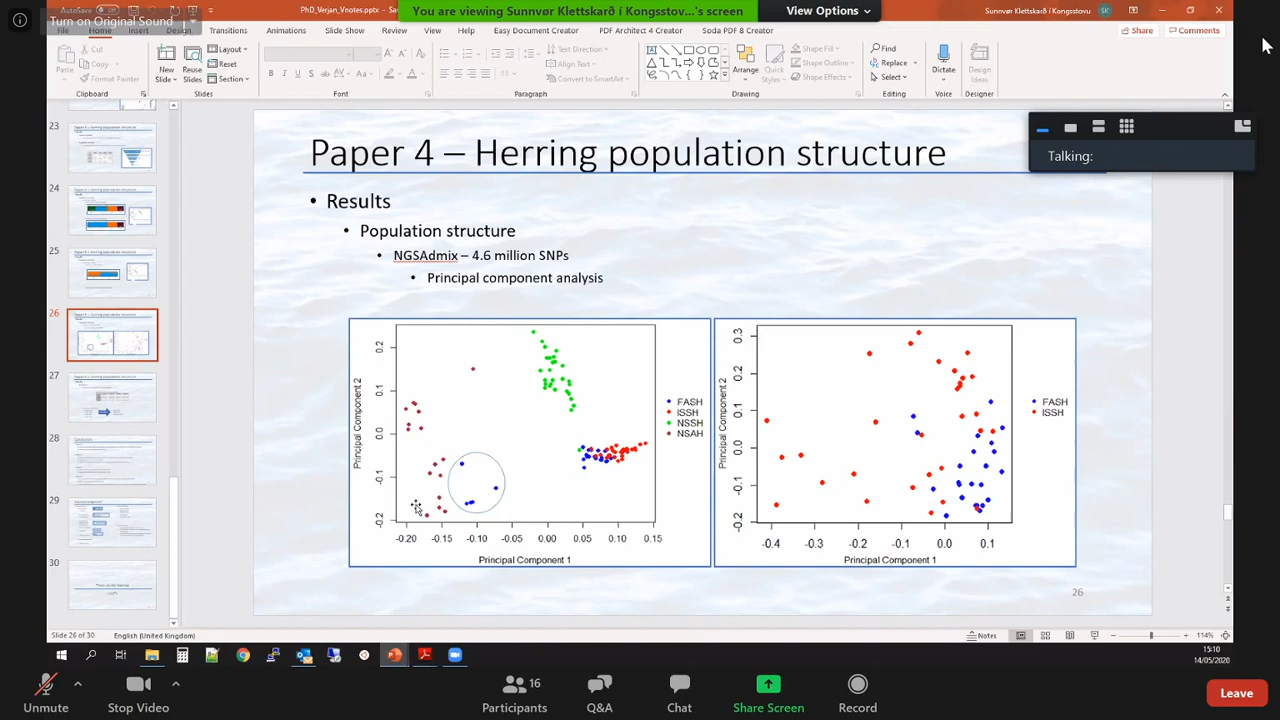 Turn on Original Sound
PhD_Verjan_Vnotes.pptx - Sa
You are viewing Sunnvør Klettskarð í Kongsstov...'s screen
View Options
Sunnvør Klettskarð í Kongsstovu SK
AutoSave Off
File Home Insert Design Transitions Animations Slide Show Review View Help Easy Document Creator PDF Architect 4 Creator Soda PDF 8 Creator
Share Comments
Paste
Cut
Copy
Format Painter
New Slide
Reuse Slides
Layout
Reset
Section
Text Direction
Align Text
Convert to SmartArt
Arrange
Quick Styles
Shape Fill
Shape Outline
Shape Effects
Find
Replace
Select
Dictate
Design Ideas
Clipboard Slides Font Paragraph Drawing Editing Voice Designer
Talking:
23
24
25
26
27
28
29
30
Paper 4 – Herring population structure
• Results
• Population structure
• NGSAdmix – 4.6 million SNPs
• Principal component analysis
Principal Component 2
0.2
0.1
0.0
-0.1
-0.2
-0.20 -0.15 -0.10 -0.05 0.00 0.05 0.10 0.15
Principal Component 1
FASH
ISSH
NSSH
NSAH
Principal Component 2
0.3
0.2
0.1
0.0
-0.1
-0.2
-0.4 -0.3 -0.2 -0.1 0.0 0.1
Principal Component 1
FASH
ISSH
26
Slide 26 of 30 English (United Kingdom)
Notes
114%
15:10
14/05/2020
Unmute
Stop Video
16
Participants
Q&A
Chat
Share Screen
Record
Leave